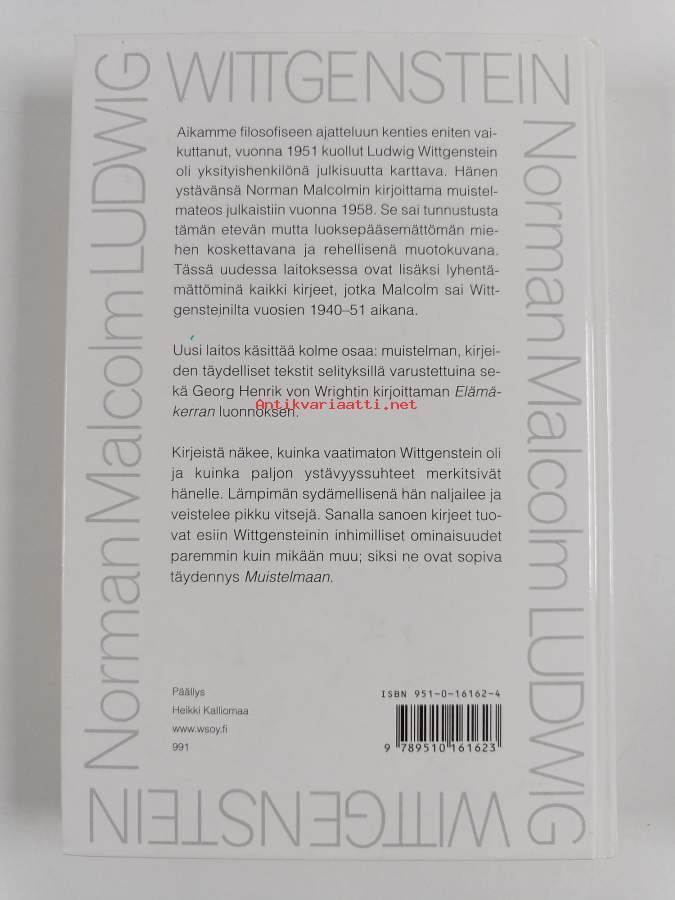 WITTGENSTEIN
Norman Malcolm LUDWIG
Norman Malcolm LUDWIG
WITTGENSTEIN
Aikamme filosofiseen ajatteluun kenties eniten vai-
kuttanut, vuonna 1951 kuollut Ludwig Wittgenstein
oli yksityishenkilönä julkisuutta karttava. Hänen
ystävänsä Norman Malcolmin kirjoittama muistel-
mateos julkaistiin vuonna 1958. Se sai tunnustusta
tämän etevän mutta luoksepääsemättömän mie-
hen koskettavana ja rehellisenä muotokuvana.
Tässä uudessa laitoksessa ovat lisäksi lyhentä-
mättöminä kaikki kirjeet, jotka Malcolm sai Witt-
gensteinilta vuosien 1940–51 aikana.
Uusi laitos käsittää kolme osaa: muistelman, kirjei-
den täydelliset tekstit selityksillä varustettuina se-
kä Georg Henrik von Wrightin kirjoittaman Elämä-
kerran luonnoksen.
Antikvariaatti.net
Kirjeistä näkee, kuinka vaatimaton Wittgenstein oli
ja kuinka paljon ystävyyssuhteet merkitsivät
hänelle. Lämpimän sydämellisenä hän naljailee ja
veistelee pikku vitsejä. Sanalla sanoen kirjeet tuo-
vat esiin Wittgensteinin inhimilliset ominaisuudet
paremmin kuin mikään muu; siksi ne ovat sopiva
täydennys Muistelmaan.
Päällys
Heikki Kalliomaa
www.wsoy.fi
991
ISBN 951-0-16162-4
9 789510 161623